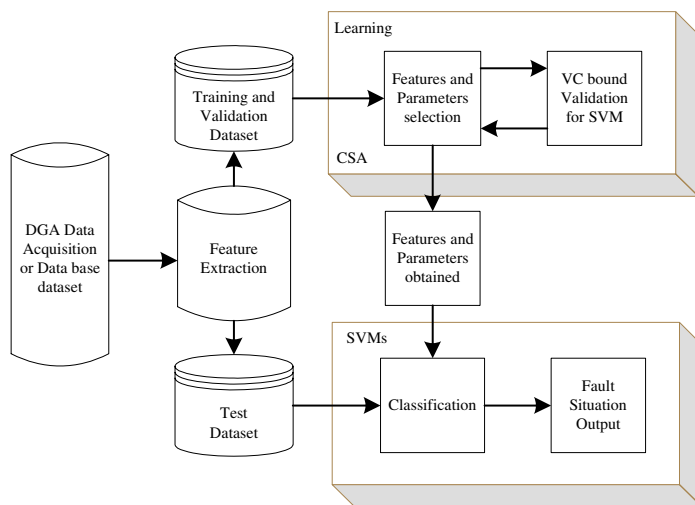 DGA Data
Acquisition
or Data base
dataset
Feature
Extraction
Training and
Validation
Dataset
Test
Dataset
Learning
Features and
Parameters
selection
VC bound
Validation
for SVM
CSA
Features and
Parameters
obtained
SVMs
Classification
Fault
Situation
Output